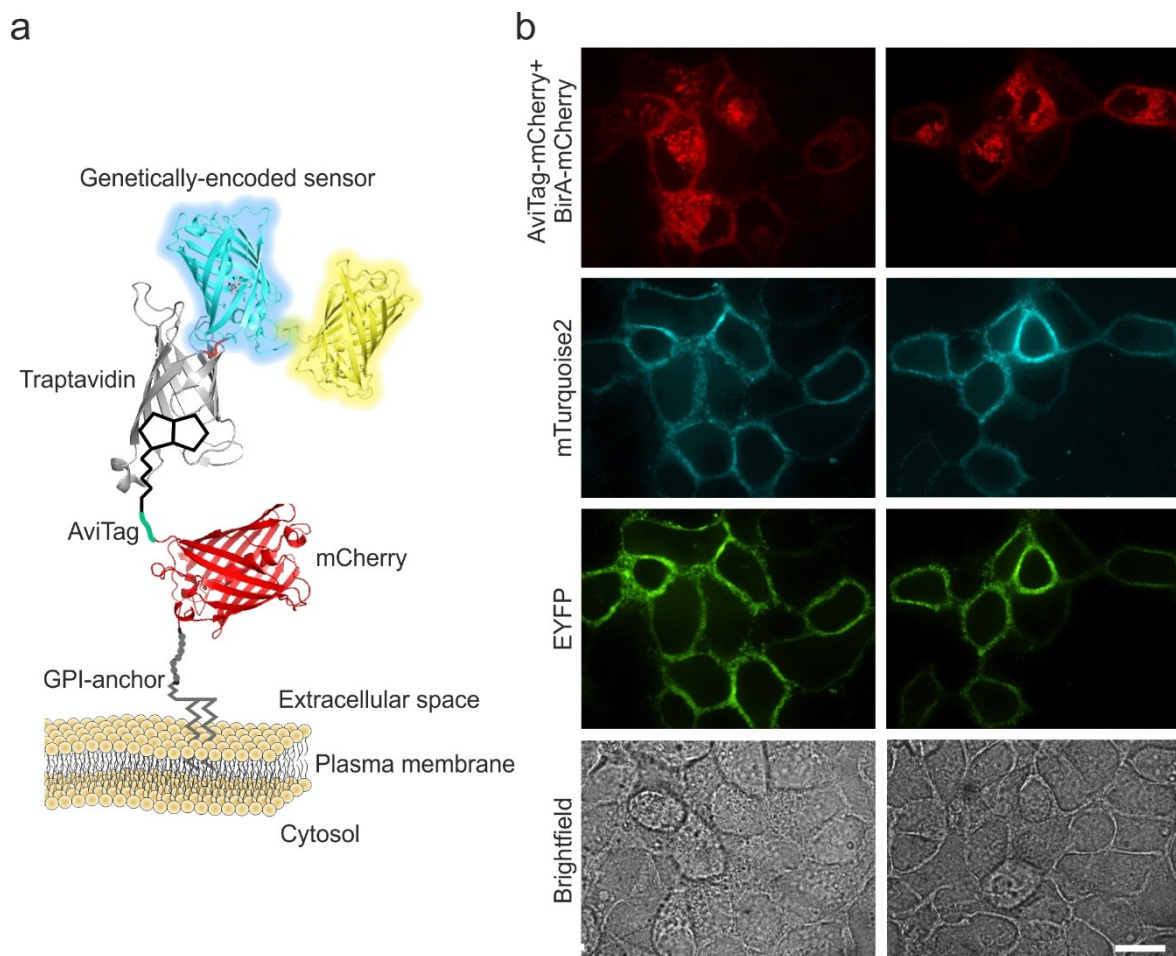 a
Genetically-encoded sensor
Traptavidin
AviTag
mCherry
GPI-anchor
Extracellular space
Plasma membrane
Cytosol
b
AviTag-mCherry+
BirA-mCherry
mTurquoise2
EYFP
Brightfield